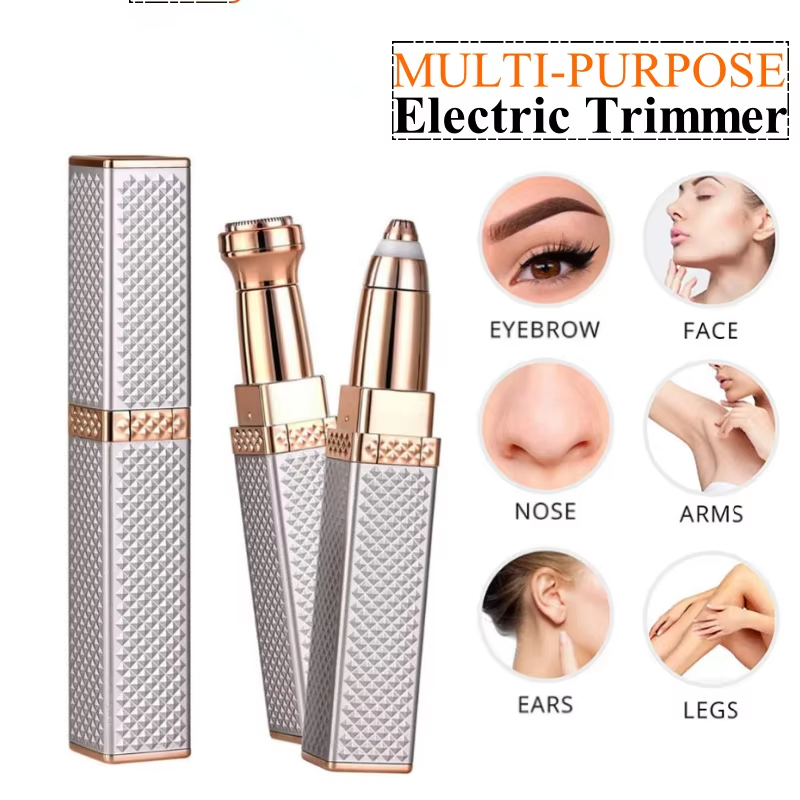 MULTI-PURPOSE
Electric Trimmer
EYEBROW
FACE
NOSE
ARMS
EARS
LEGS